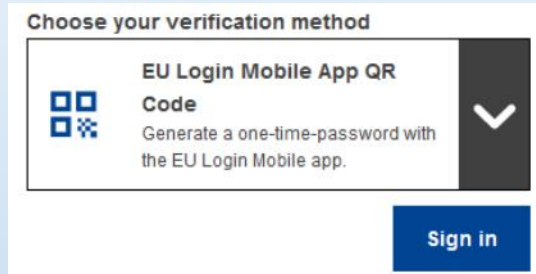 Choose your verification method
EU Login Mobile App QR
Code
Generate a one-time-password with
the EU Login Mobile app.
Sign in